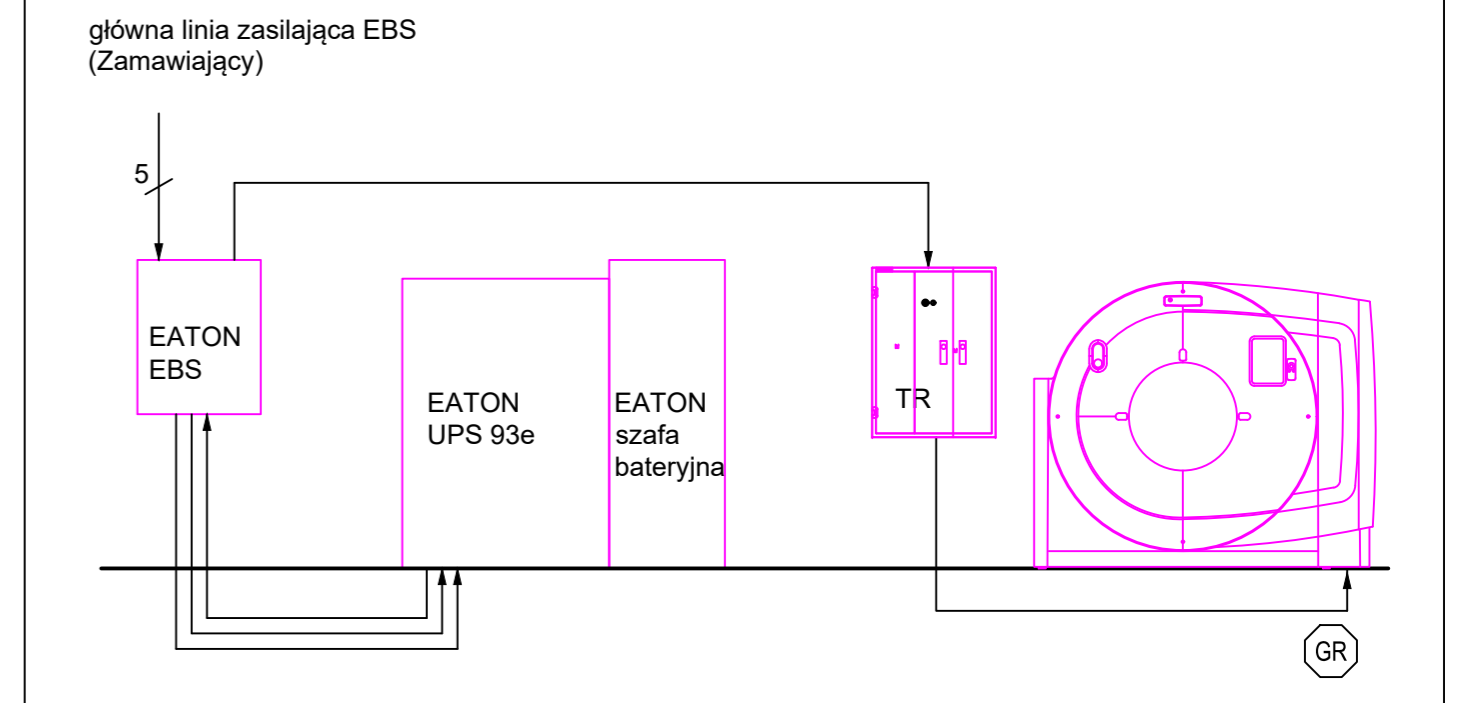 główna linia zasilająca EBS
(Zamawiający)
5
EATON
EBS
EATON
UPS 93e
EATON
szafa
bateryjna
TR
GR